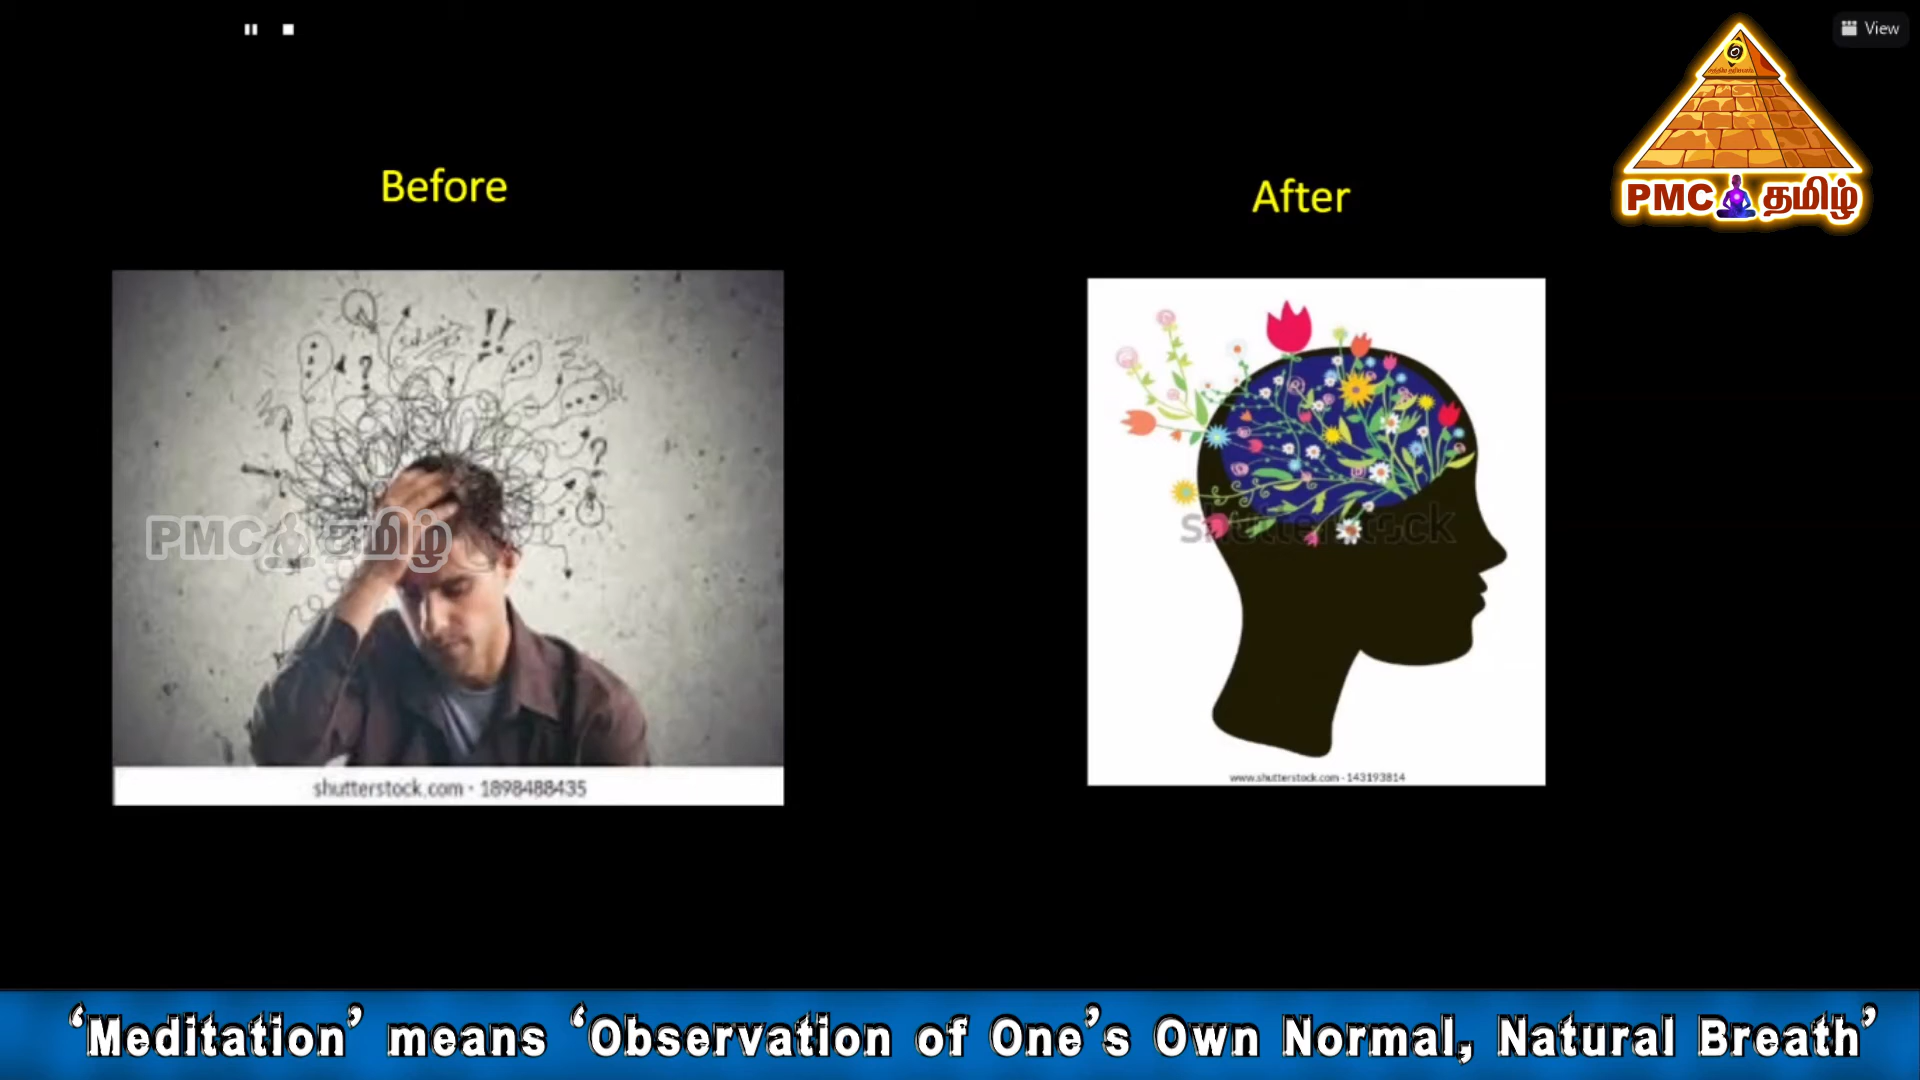 View
PMC தமிழ்
Before
After
PMC தமிழ்
shutterstock
shutterstock.com · 1898488435
www.shutterstock.com · 143193814
‘Meditation’ means ‘Observation of One’s Own Normal, Natural Breath’